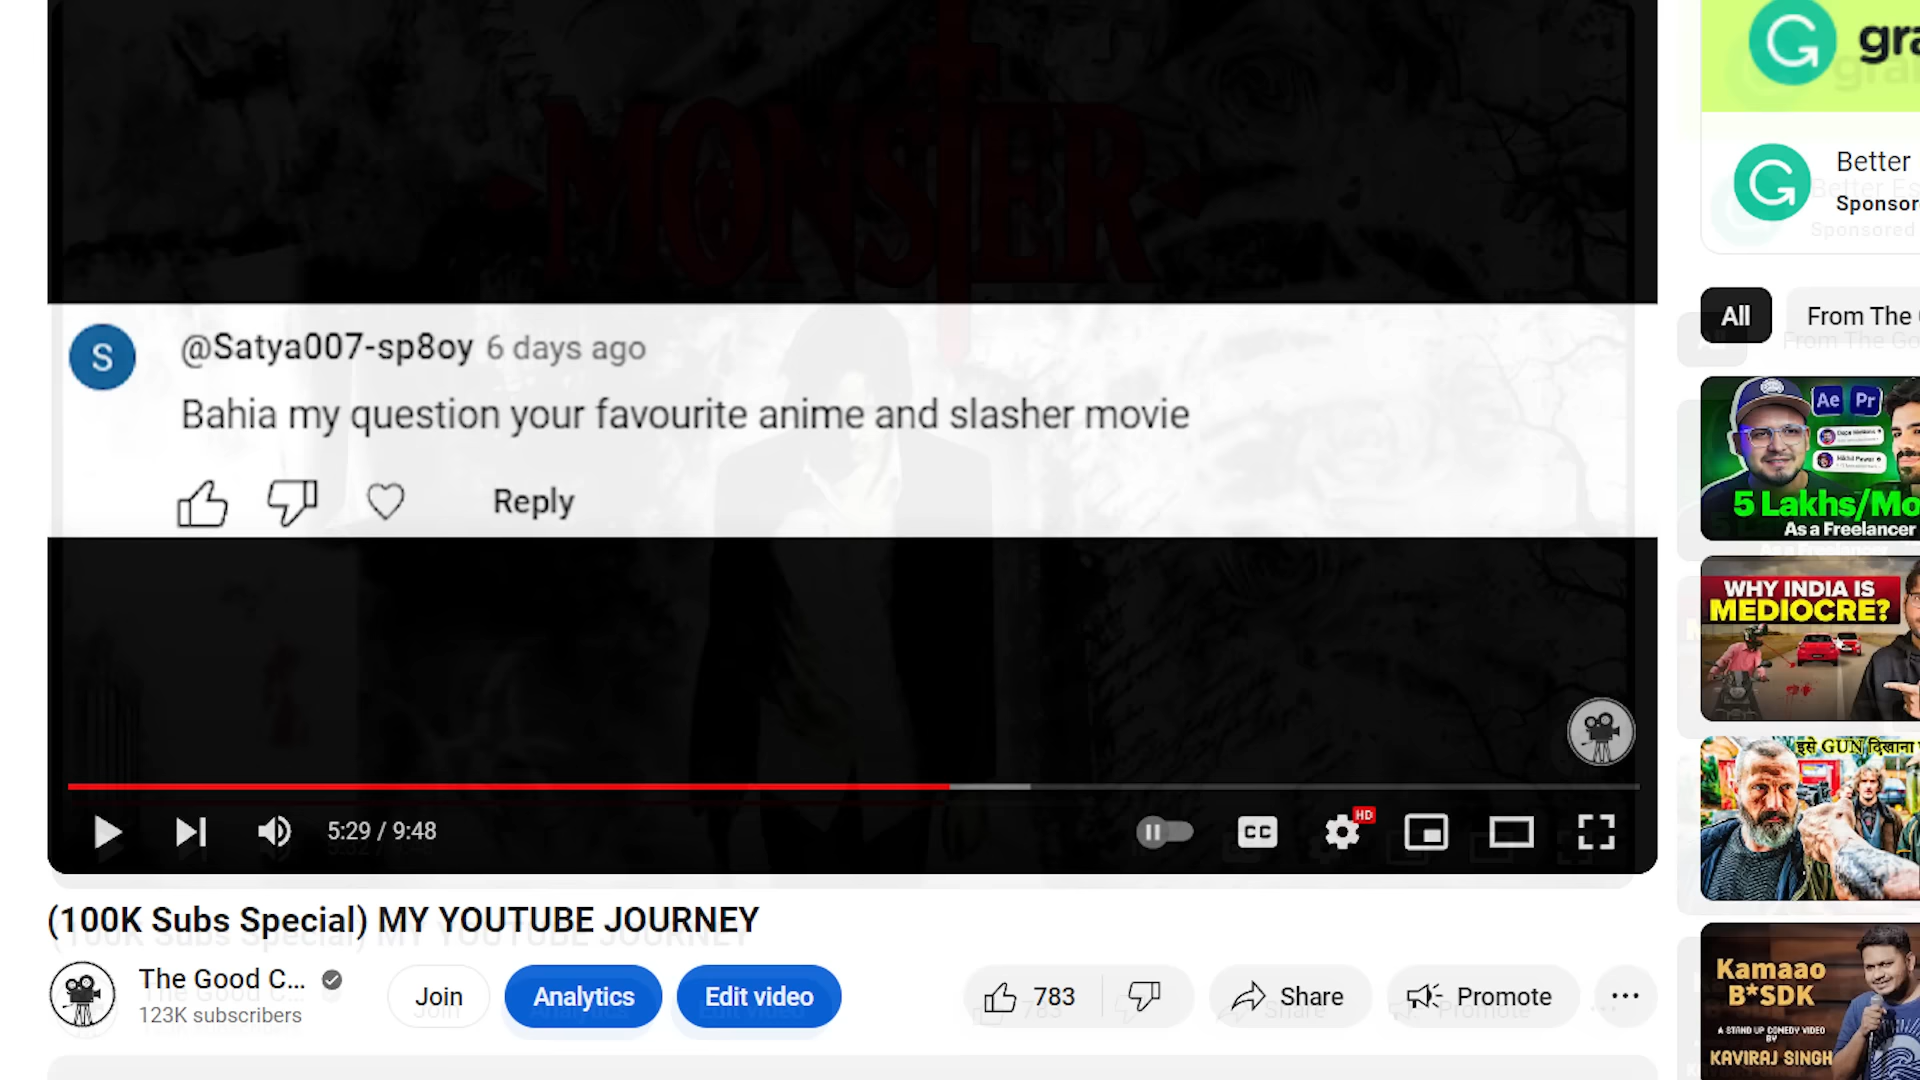 MONSTER
S
@Satya007-sp8oy 6 days ago
Bahia my question your favourite anime and slasher movie
Reply
5:29 / 9:48
CC
HD
(100K Subs Special) MY YOUTUBE JOURNEY
The Good C...
123K subscribers
Join
Analytics
Edit video
783
Share
Promote
Better
All
From The
Ae Pr
5 Lakhs/Mo
As a Freelancer
WHY INDIA IS
MEDIOCRE?
इसे GUN दिखाना
Kamaao
B*SDK
A STAND UP COMEDY VIDEO
BY
KAVIRAJ SINGH